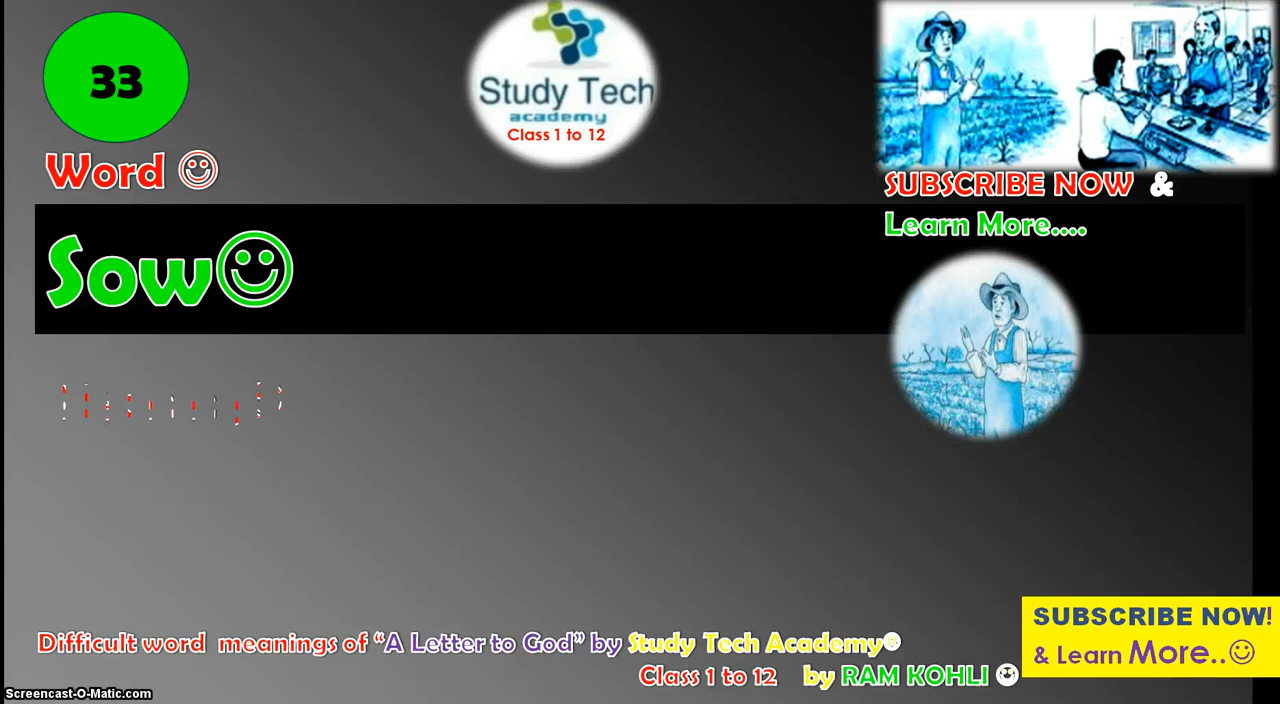 33
Word ☺
Study Tech
academy
Class 1 to 12
SUBSCRIBE NOW &
Learn More....
Sow☺
Difficult word meanings of “A Letter to God” by Study Tech Academy®
Class 1 to 12 by RAM KOHLI ☺
SUBSCRIBE NOW!
& Learn More..☺
Screencast-O-Matic.com